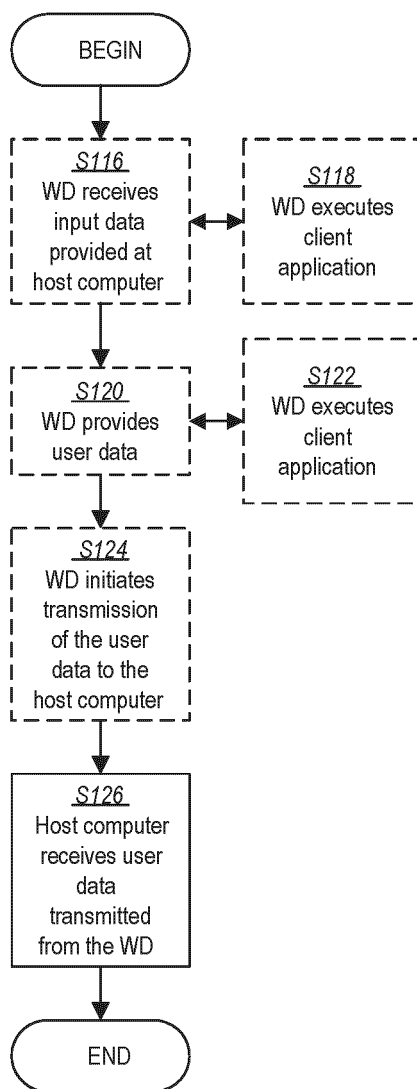 BEGIN
S116
WD receives
input data
provided at
host computer
S118
WD executes
client
application
S120
WD provides
user data
S122
WD executes
client
application
S124
WD initiates
transmission
of the user
data to the
host computer
S126
Host computer
receives user
data
transmitted
from the WD
END